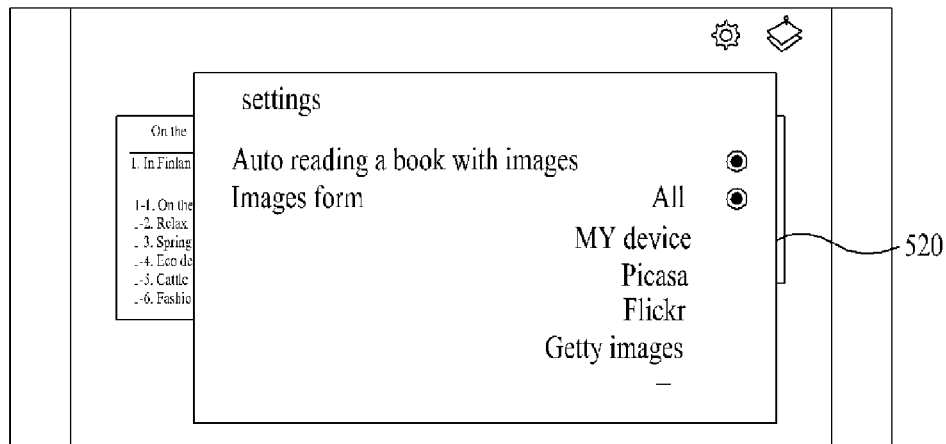 settings
On the
1. In Finlan
Auto reading a book with images
Images form All
1-1. On the
-2. Relax
-3. Spring
-4. Eco de
-5. Cattle
-6. Fashio
MY device
Picasa
Flickr
Getty images
520